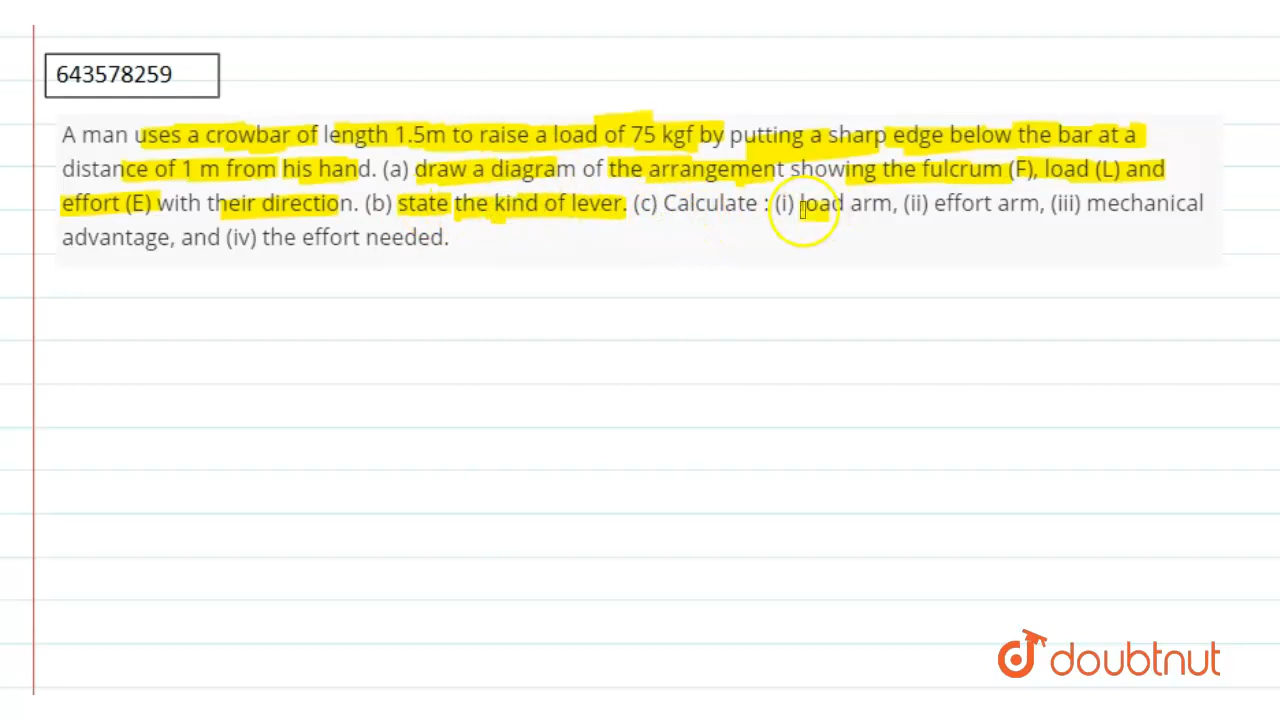 643578259
A man uses a crowbar of length 1.5m to raise a load of 75 kgf by putting a sharp edge below the bar at a
distance of 1 m from his hand. (a) draw a diagram of the arrangement showing the fulcrum (F), load (L) and
effort (E) with their direction. (b) state the kind of lever. (c) Calculate : (i) load arm, (ii) effort arm, (iii) mechanical
advantage, and (iv) the effort needed.
doubtnut